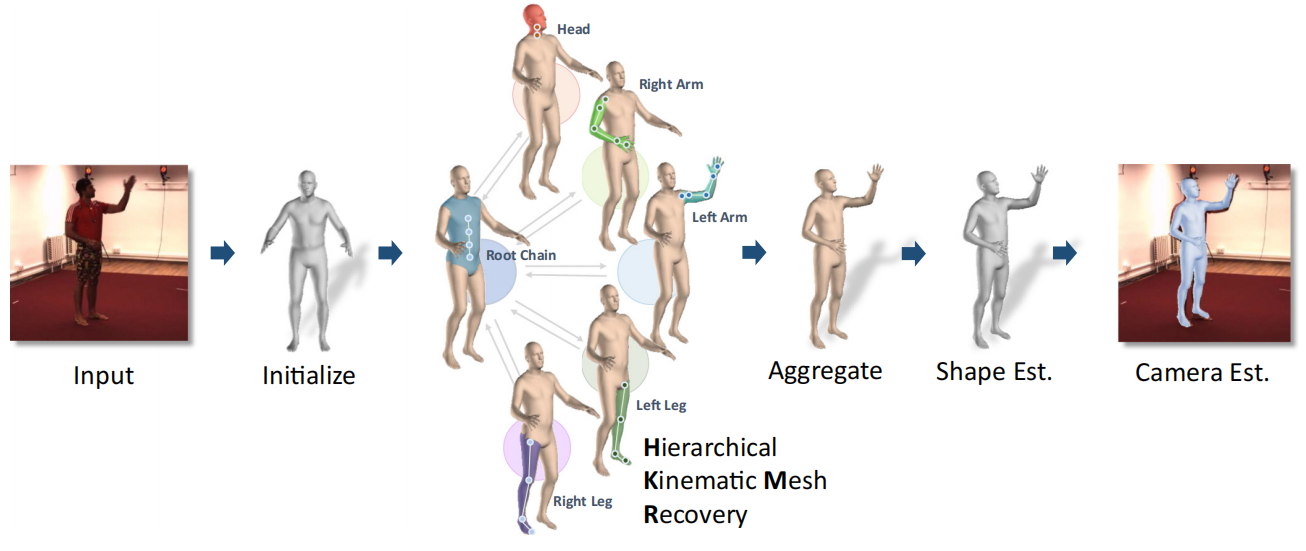 Head
Right Arm
Left Arm
Root Chain
Left Leg
Right Leg
Input
Initialize
Aggregate
Shape Est.
Camera Est.
Hierarchical
Kinematic Mesh
Recovery